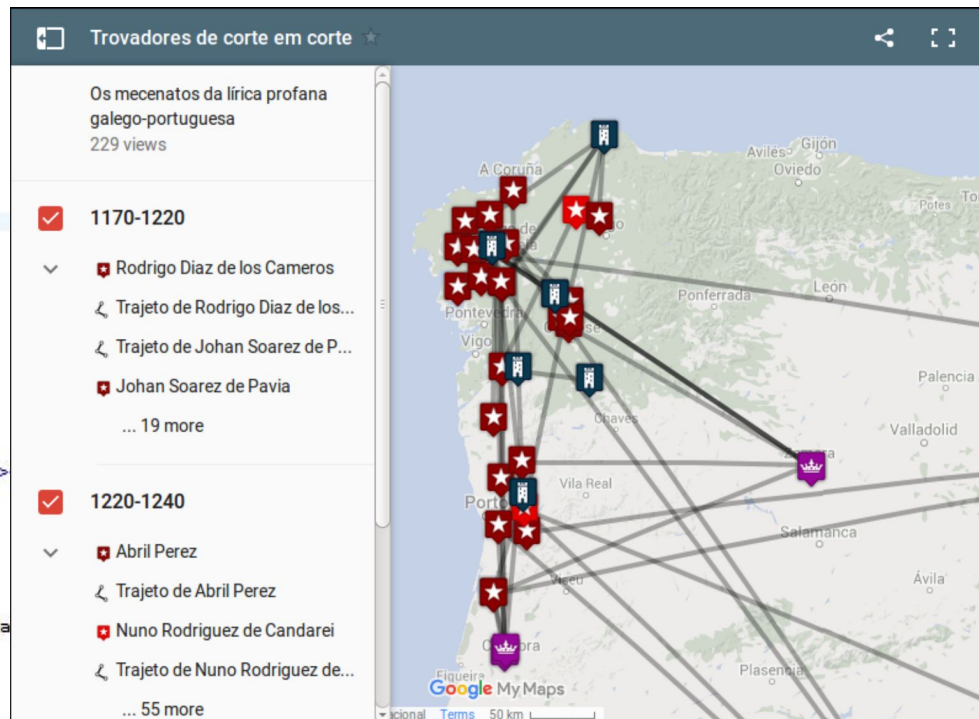 Trovadores de corte em corte
Os mecenatos da lírica profana
galego-portuguesa
229 views
1170-1220
Rodrigo Diaz de los Cameros
Trajeto de Rodrigo Diaz de los...
Trajeto de Johan Soarez de P...
Johan Soarez de Pavia
... 19 more
1220-1240
Abril Perez
Trajeto de Abril Perez
Nuno Rodriguez de Candarei
Trajeto de Nuno Rodriguez de...
... 55 more
A Coruña
Avilés
Gijón
Oviedo
Potes
León
Ponferrada
Pontevedra
Vigo
Palencia
Chaves
Valladolid
Zamora
Vila Real
Porto
Salamanca
Viseu
Ávila
Plasencia
Figueira
Google My Maps
Terms
50 km